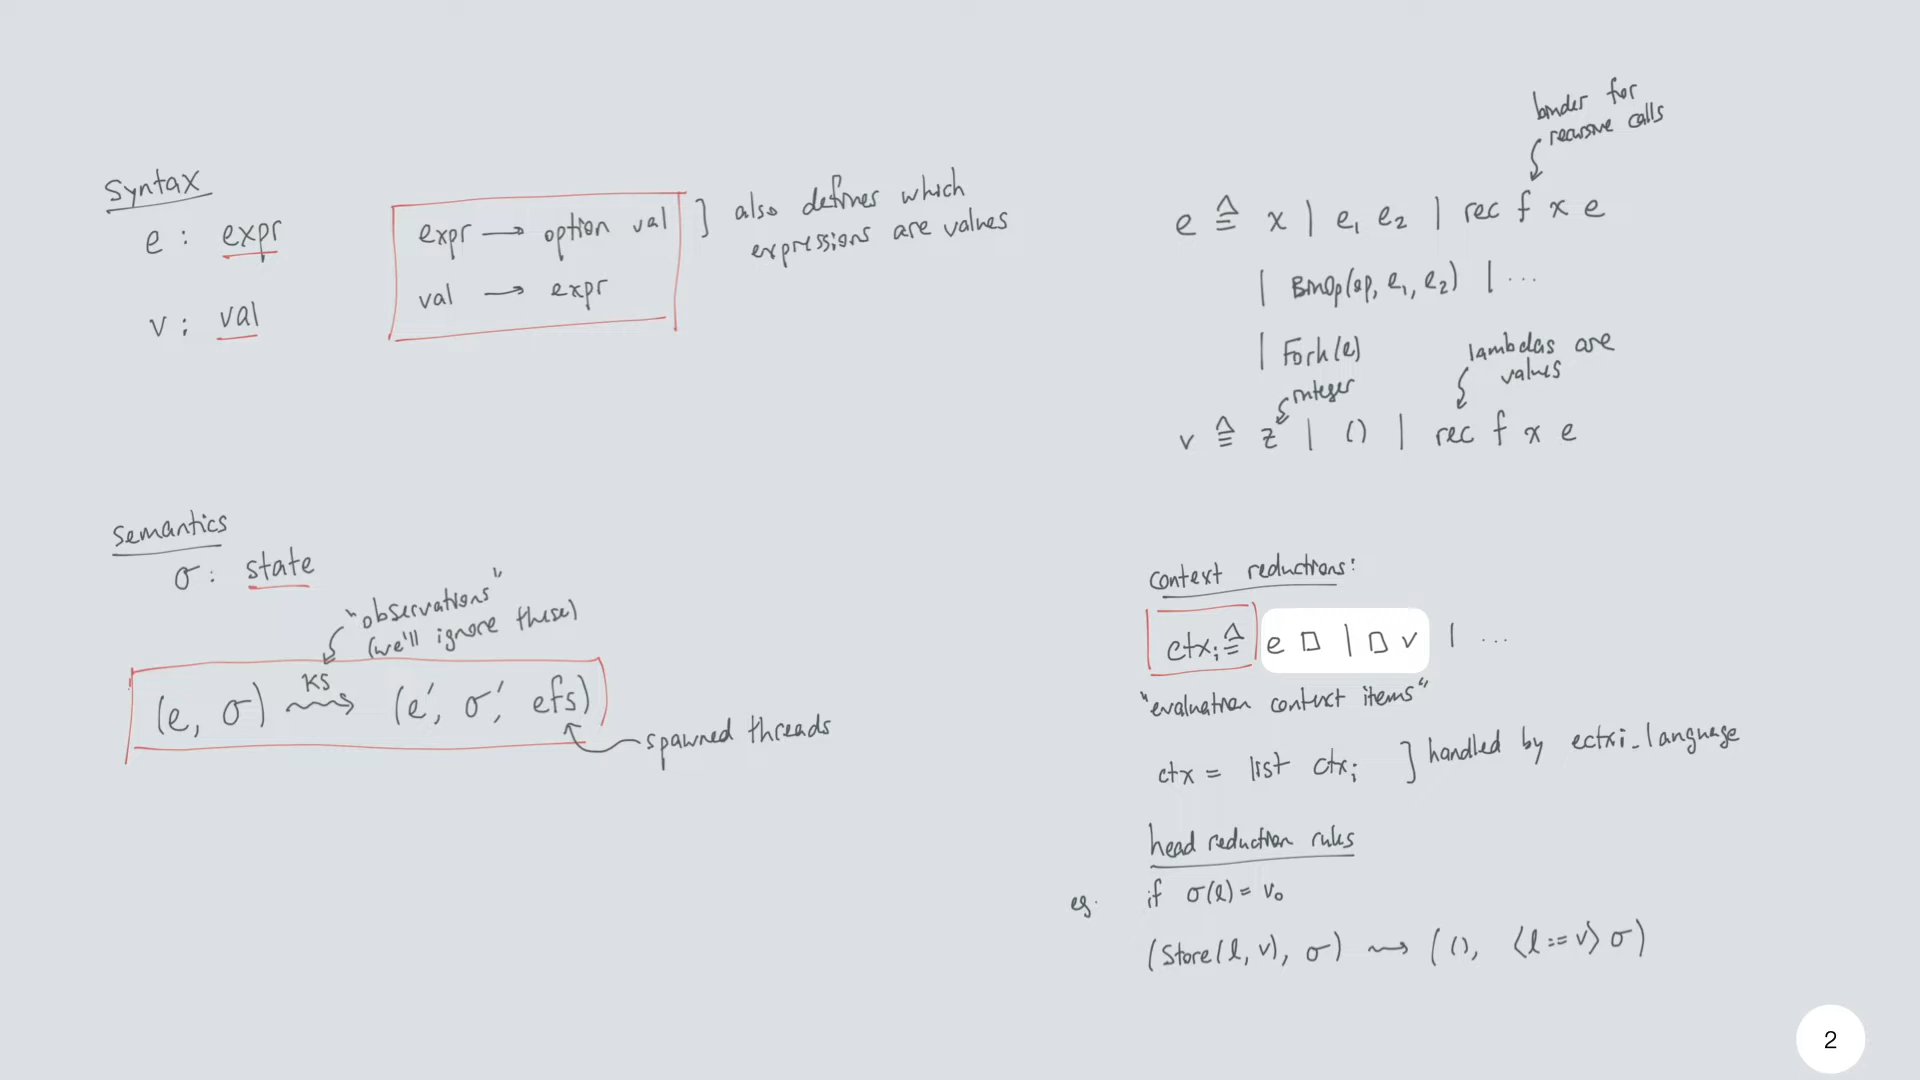 Syntax
e : expr
v : val
expr → option val
val → expr
] also defines which
expressions are values
binder for
recursive calls
e ≜ x | e₁ e₂ | rec f x e
| BinOp(op, e₁, e₂) | ...
| Fork(e)
integer
lambdas are
values
v ≜ z | () | rec f x e
Semantics
σ : state
"observations"
(we'll ignore these)
(e, σ) κs⇝ (e′, σ′, efs)
spawned threads
context reductions:
ctxᵢ ≜ e □ | □ v | ...
"evaluation context items"
ctx = list ctxᵢ ] handled by ectxi_language
head reduction rules
eg. if σ(l) = v₀
(Store(l, v), σ) ⇝ ((), ⟨l := v⟩ σ)
2